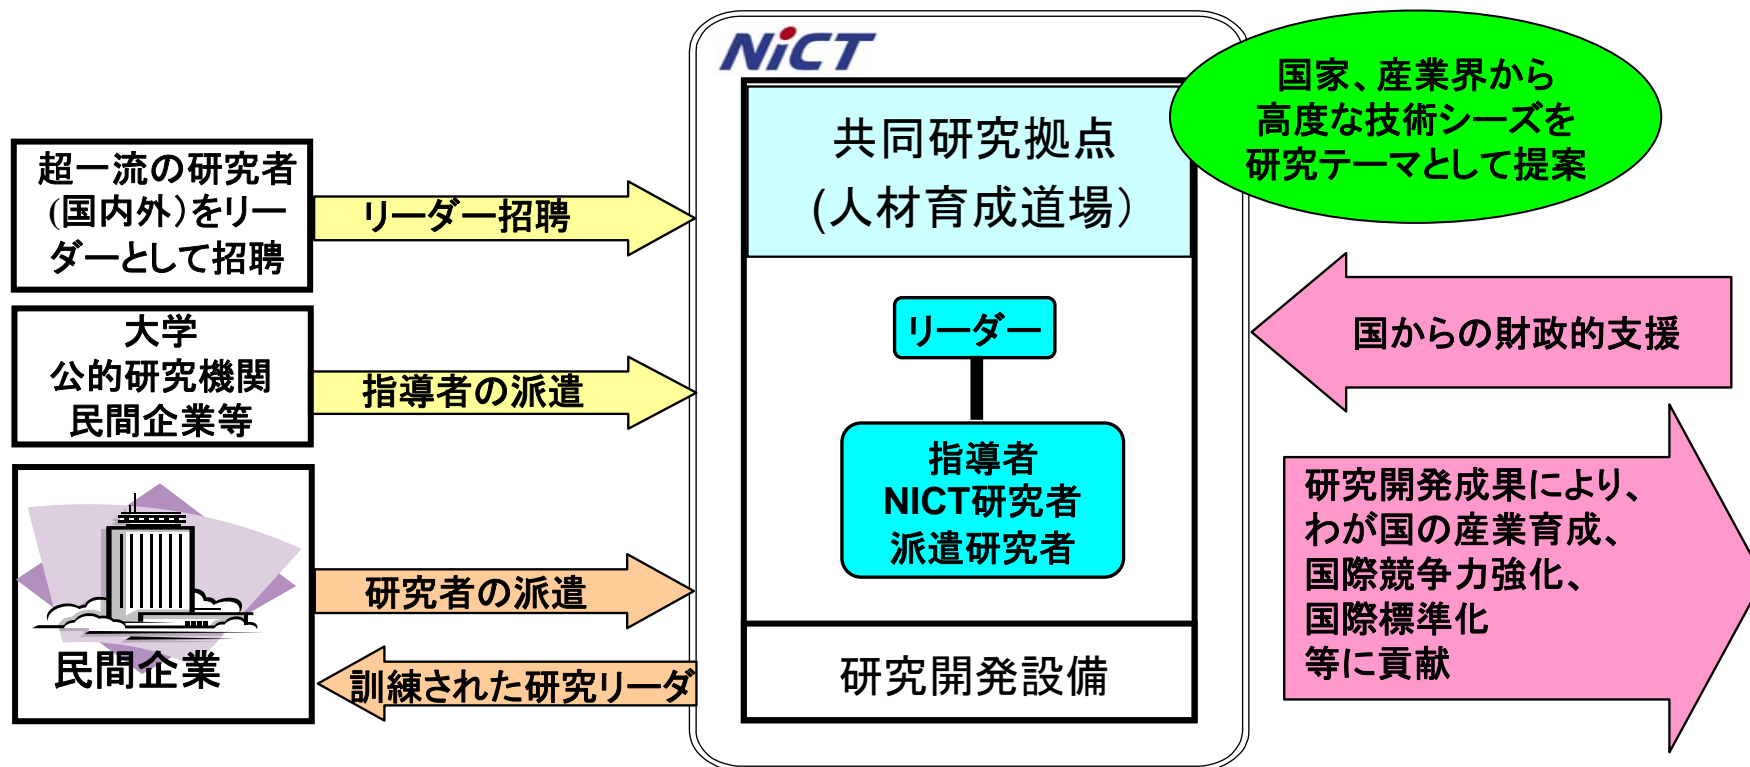 NiCT
共同研究拠点
(人材育成道場)
国家、産業界から
高度な技術シーズを
研究テーマとして提案
超一流の研究者
(国内外)をリー
ダーとして招聘
リーダー招聘
大学
公的研究機関
民間企業等
指導者の派遣
民間企業
研究者の派遣
訓練された研究リーダ
リーダー
指導者
NICT研究者
派遣研究者
研究開発設備
国からの財政的支援
研究開発成果により、
わが国の産業育成、
国際競争力強化、
国際標準化
等に貢献